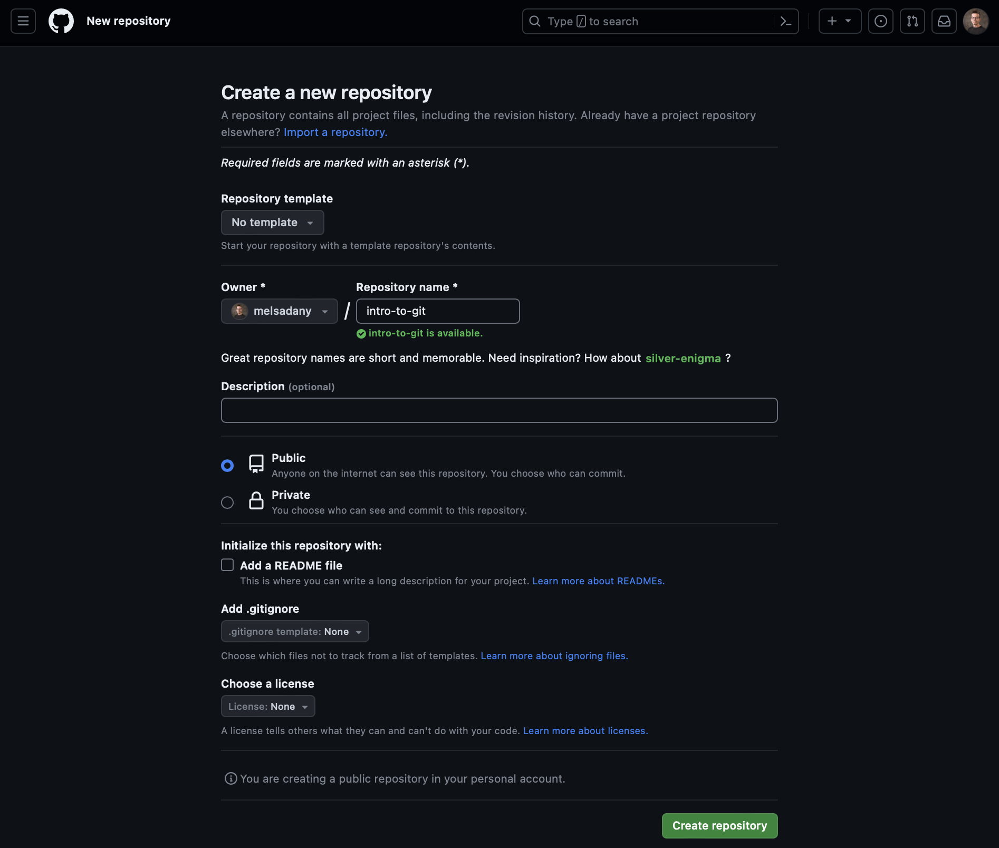 New repository
Type / to search
Create a new repository
A repository contains all project files, including the revision history. Already have a project repository
elsewhere? Import a repository.
Required fields are marked with an asterisk (*).
Repository template
No template
Start your repository with a template repository's contents.
Owner *
Repository name *
melsadany
/
intro-to-git
intro-to-git is available.
Great repository names are short and memorable. Need inspiration? How about silver-enigma ?
Description (optional)
Public
Anyone on the internet can see this repository. You choose who can commit.
Private
You choose who can see and commit to this repository.
Initialize this repository with:
Add a README file
This is where you can write a long description for your project. Learn more about READMEs.
Add .gitignore
.gitignore template: None
Choose which files not to track from a list of templates. Learn more about ignoring files.
Choose a license
License: None
A license tells others what they can and can't do with your code. Learn more about licenses.
You are creating a public repository in your personal account.
Create repository